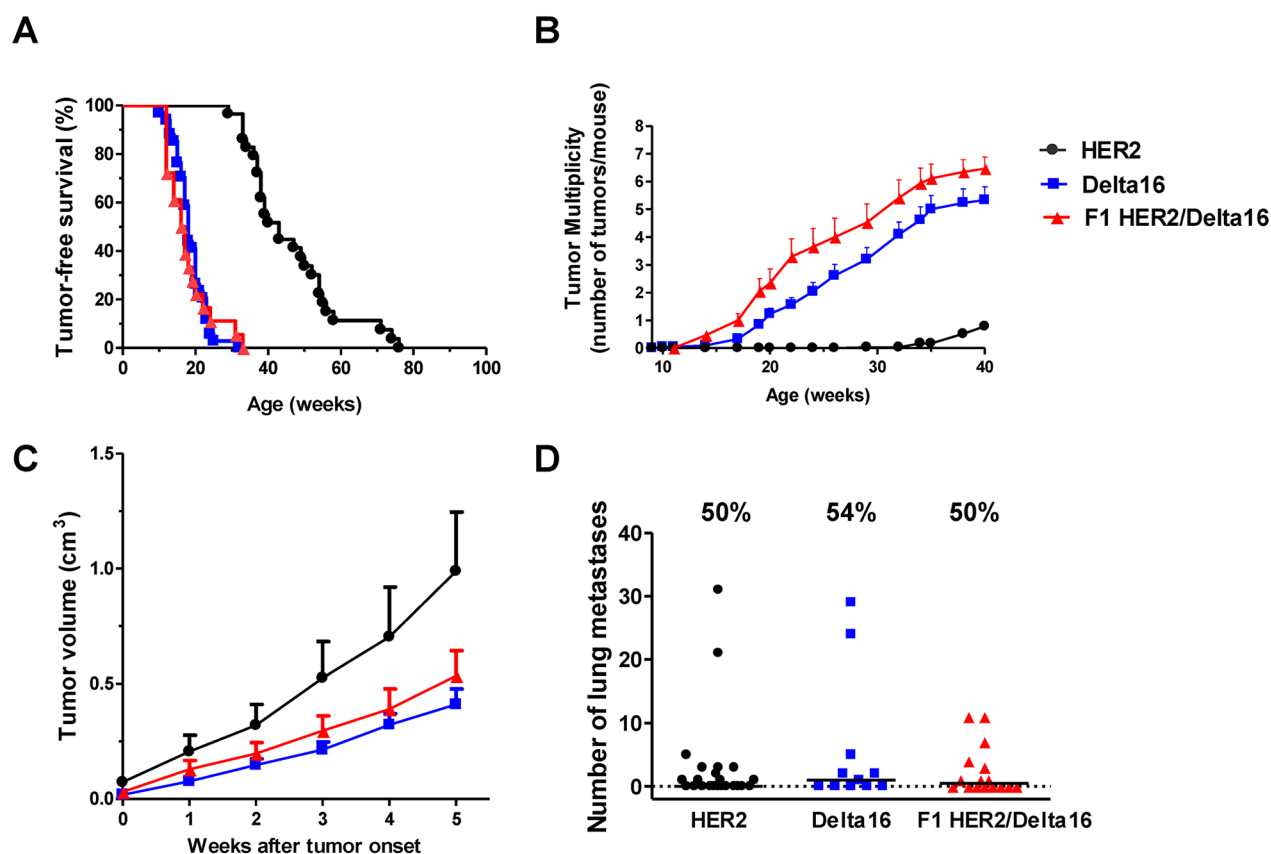 A
Tumor-free survival (%)
100
80
60
40
20
0
0 20 40 60 80 100
Age (weeks)
B
Tumor Multiplicity
(number of tumors/mouse)
8
7
6
5
4
3
2
1
0
10 20 30 40
Age (weeks)
HER2
Delta16
F1 HER2/Delta16
C
Tumor volume (cm³)
1.5
1.0
0.5
0.0
0 1 2 3 4 5
Weeks after tumor onset
D
Number of lung metastases
50% 54% 50%
40
30
20
10
0
HER2 Delta16 F1 HER2/Delta16